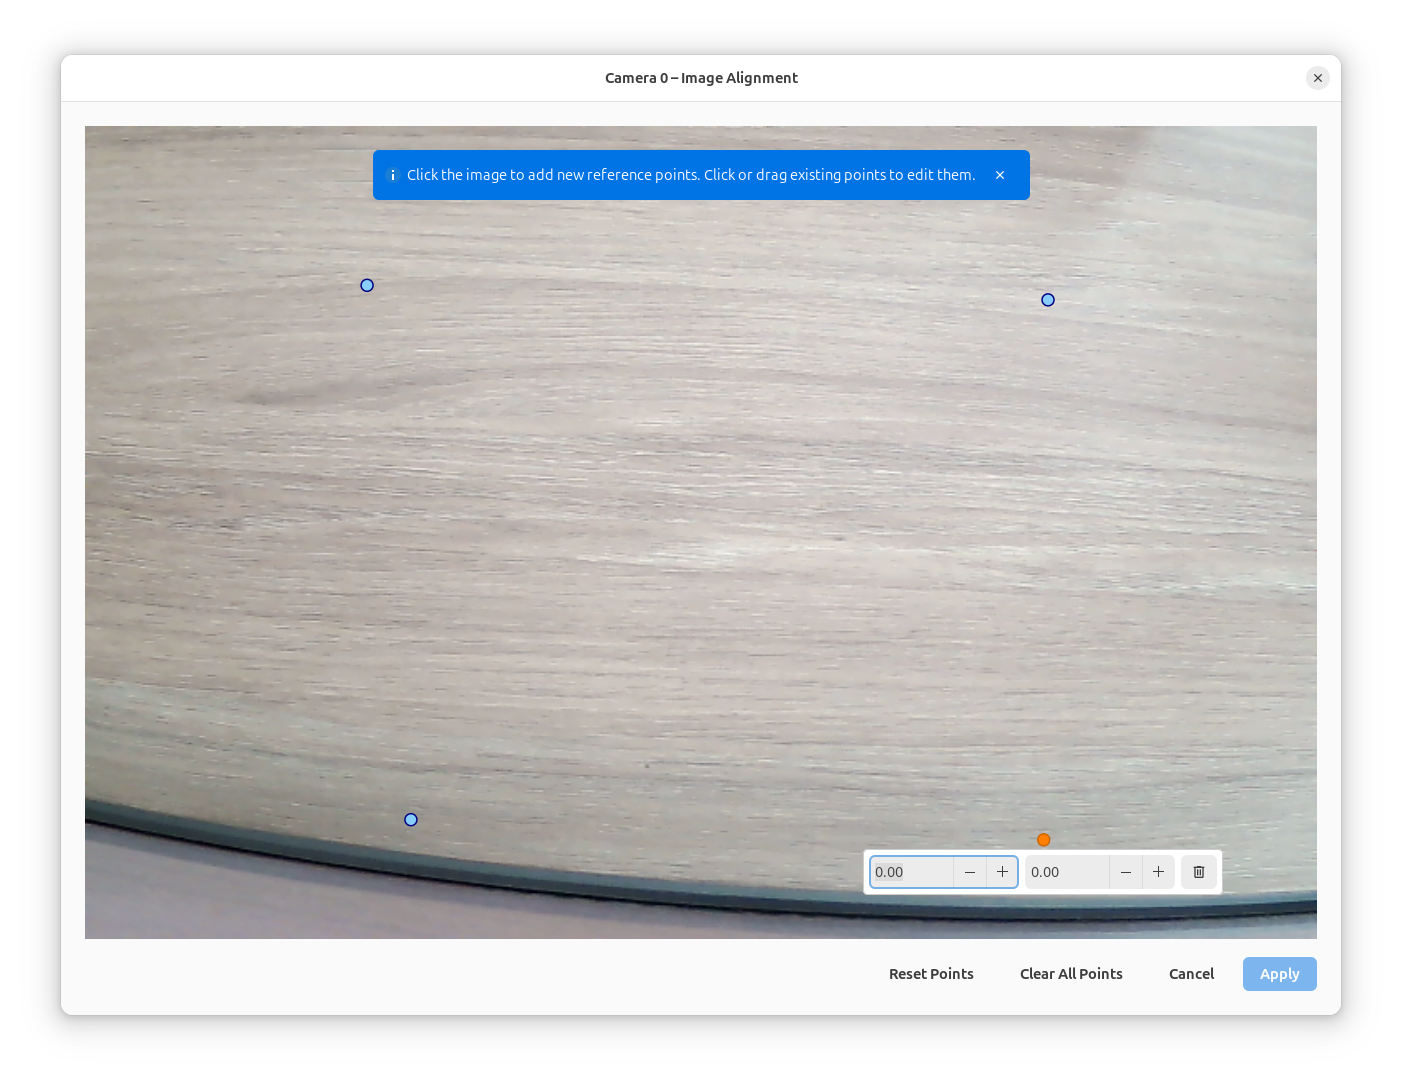 Camera 0 – Image Alignment
Click the image to add new reference points. Click or drag existing points to edit them.
0.00
0.00
Reset Points
Clear All Points
Cancel
Apply